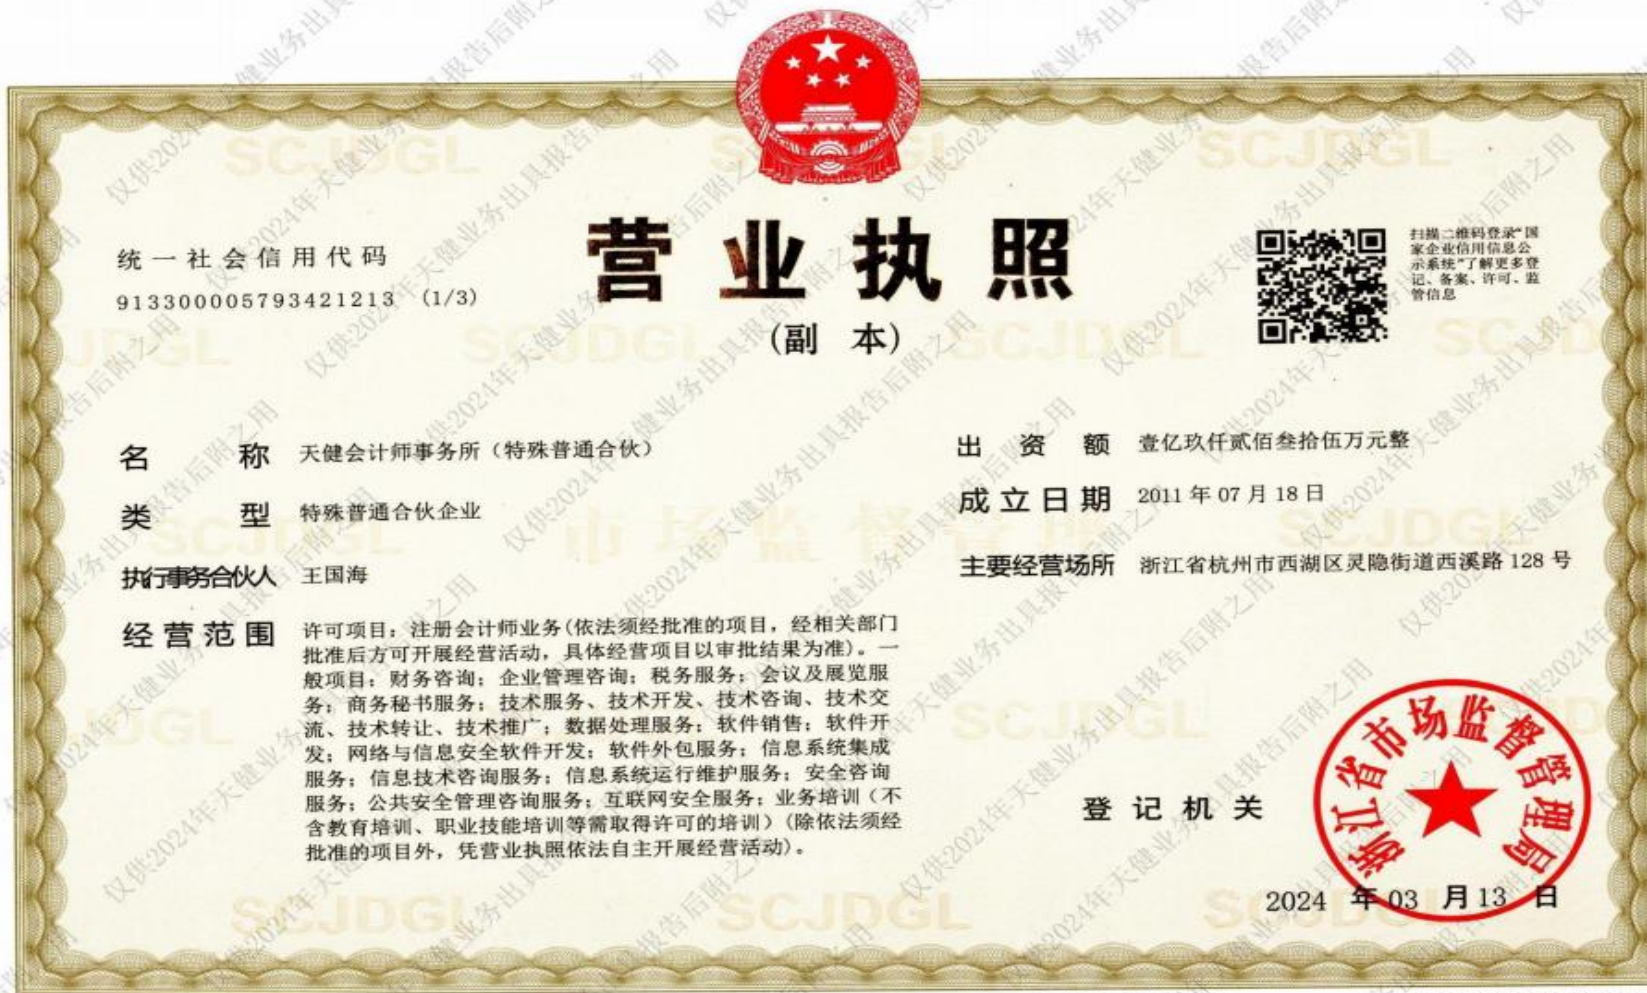 营业执照
(副 本)
统一社会信用代码
913300005793421213 (1/3)
扫描二维码登录“国
家企业信用信息公
示系统”了解更多登
记、备案、许可、监
管信息
名 称 天健会计师事务所（特殊普通合伙）
类 型 特殊普通合伙企业
执行事务合伙人 王国海
经营范围 许可项目：注册会计师业务(依法须经批准的项目，经相关部门
批准后方可开展经营活动，具体经营项目以审批结果为准)。一
般项目：财务咨询；企业管理咨询；税务服务；会议及展览服
务；商务秘书服务；技术服务、技术开发、技术咨询、技术交
流、技术转让、技术推广；数据处理服务；软件销售；软件开
发；网络与信息安全软件开发；软件外包服务；信息系统集成
服务；信息技术咨询服务；信息系统运行维护服务；安全咨询
服务；公共安全管理咨询服务；互联网安全服务；业务培训（不
含教育培训、职业技能培训等需取得许可的培训）(除依法须经
批准的项目外，凭营业执照依法自主开展经营活动)。
出 资 额 壹亿玖仟贰佰叁拾伍万元整
成立日期 2011 年 07 月 18 日
主要经营场所 浙江省杭州市西湖区灵隐街道西溪路 128 号
登记机关
浙江省市场监督管理局
2024 年 03 月 13 日
SCJDGL
市场监督管理
仅供2024年天健业务出具报告后附之用